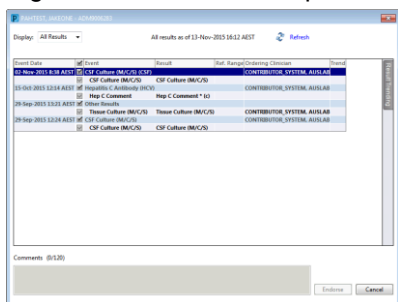 Display: All Results All results as of 13-Nov-2015 16:12 AEST Refresh
Event Date Event Result Ref. Range Ordering Clinician Trend
02-Nov-2015 8:38 AEST CSF Culture (M/C/S) (CSF) CONTRIBUTOR_SYSTEM, AUSLAB
CSF Culture (M/C/S) CSF Culture (M/C/S)
15-Oct-2015 12:14 AEST Hepatitis C Antibody (HCV) CONTRIBUTOR_SYSTEM, AUSLAB
Hep C Comment Hep C Comment * (c)
29-Sep-2015 13:21 AEST Other Results
Tissue Culture (M/C/S) Tissue Culture (M/C/S) CONTRIBUTOR_SYSTEM, AUSLAB
29-Sep-2015 12:24 AEST CSF Culture (M/C/S) CONTRIBUTOR_SYSTEM, AUSLAB
CSF Culture (M/C/S) CSF Culture (M/C/S)
Result Trending
Comments (0/120)
Endorse Cancel